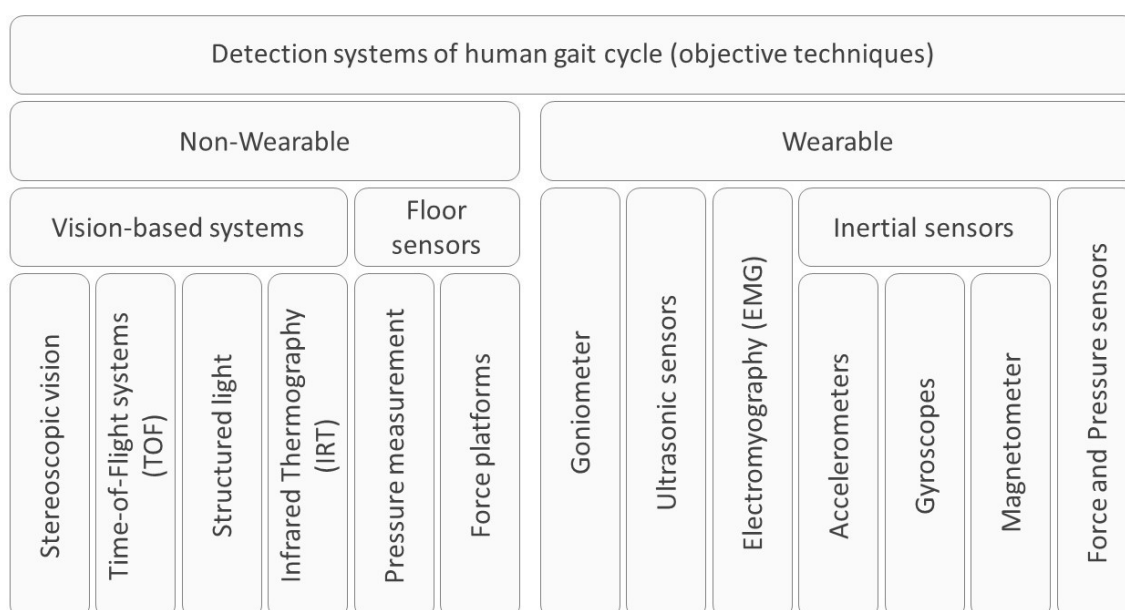 Detection systems of human gait cycle (objective techniques)
Non-Wearable
Wearable
Vision-based systems
Floor
sensors
Inertial sensors
Stereoscopic vision
Time-of-Flight systems
(TOF)
Structured light
Infrared Thermography
(IRT)
Pressure measurement
Force platforms
Goniometer
Ultrasonic sensors
Electromyography (EMG)
Accelerometers
Gyroscopes
Magnetometer
Force and Pressure sensors